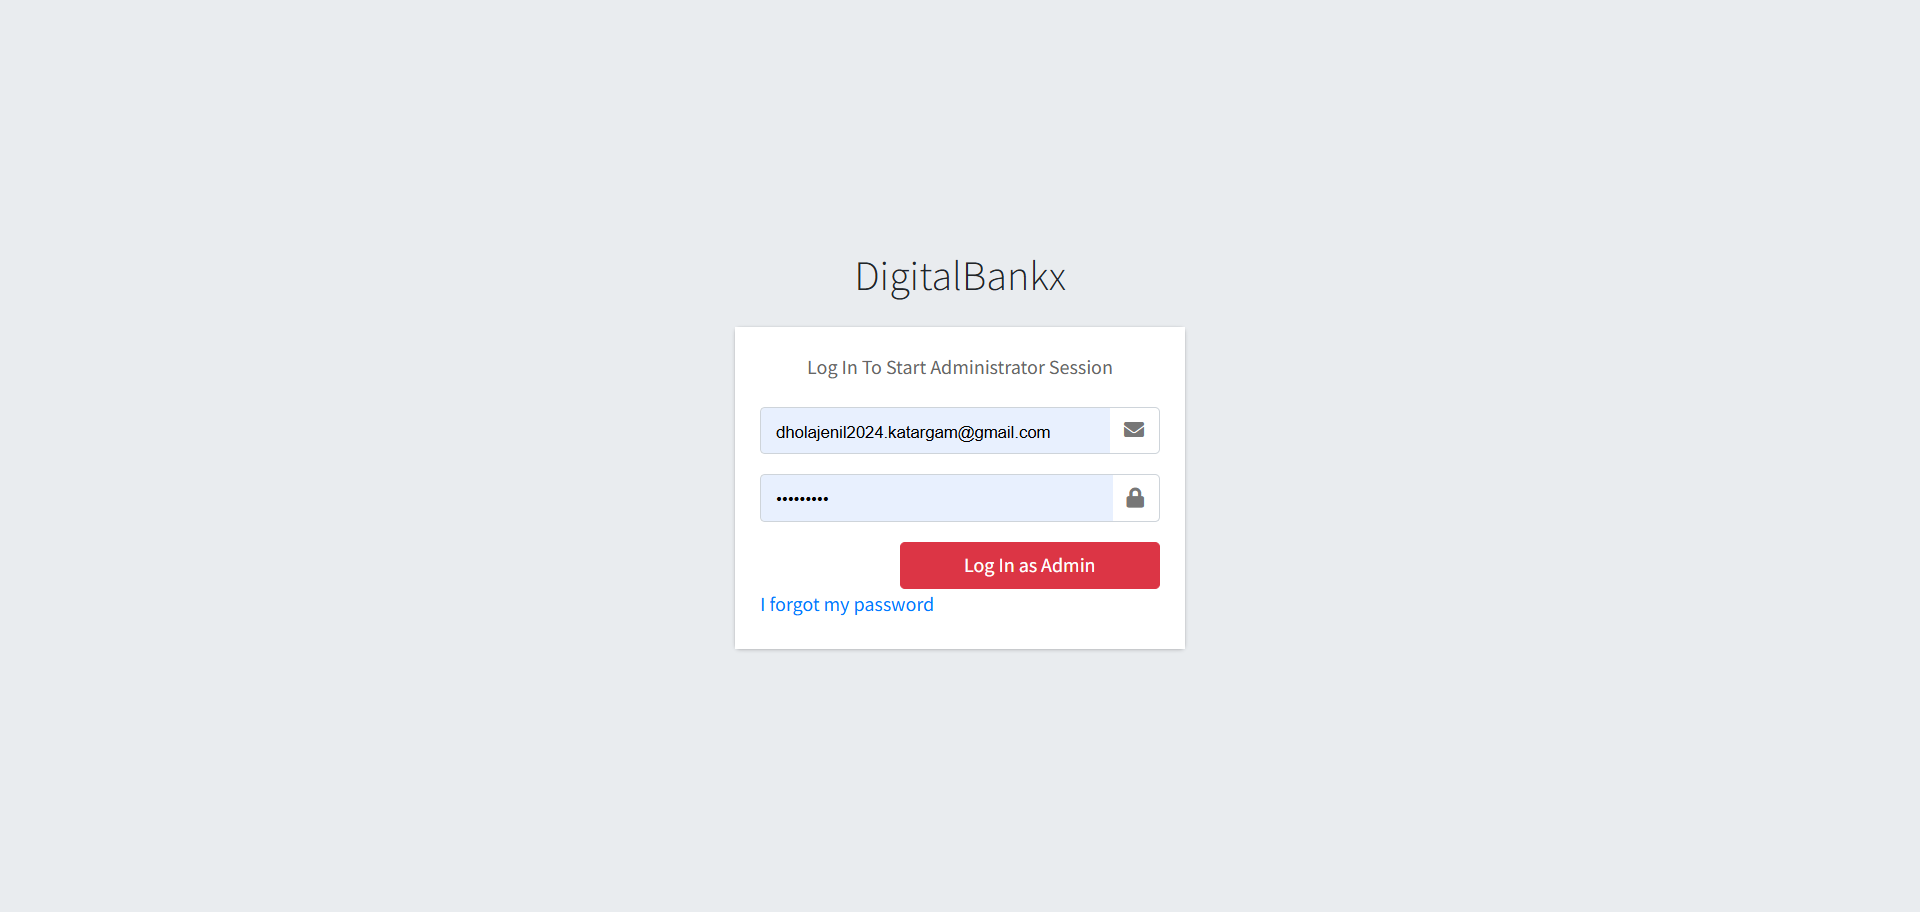 DigitalBankx
Log In To Start Administrator Session
dholajenil2024.katargam@gmail.com
•••••••••
Log In as Admin
I forgot my password